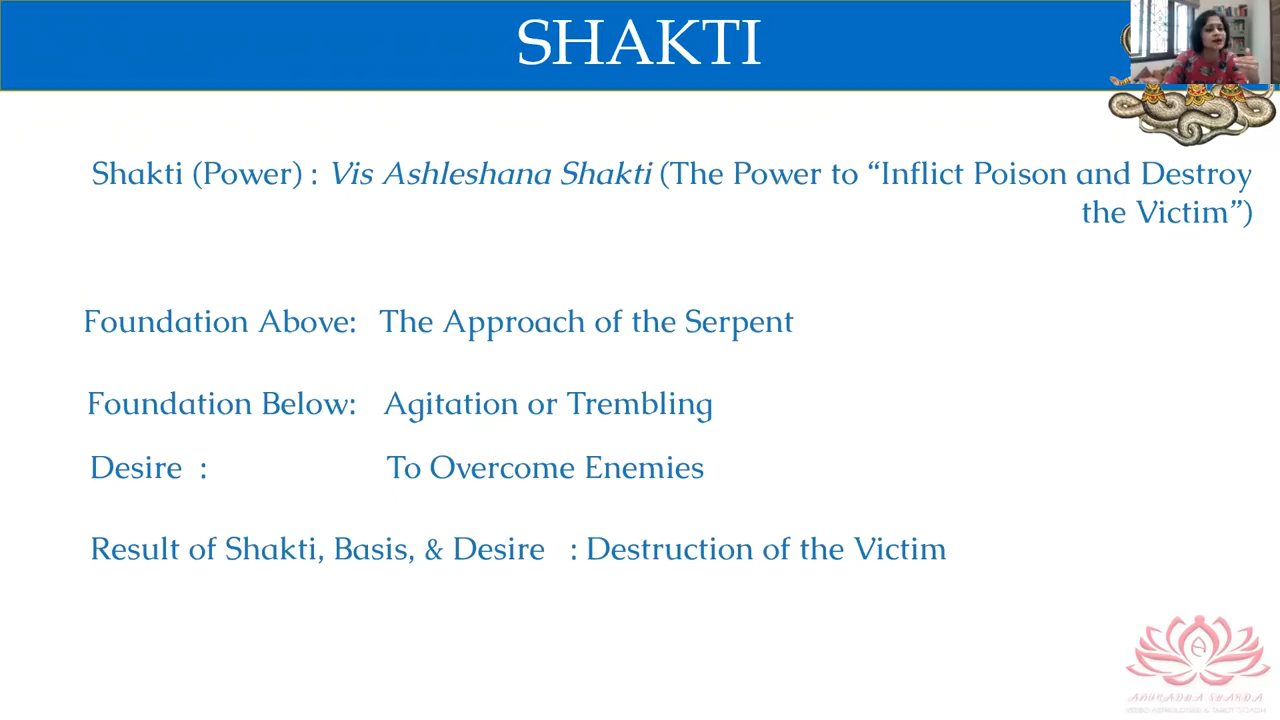 SHAKTI
Shakti (Power) : Vis Ashleshana Shakti (The Power to “Inflict Poison and Destroy
the Victim”)
Foundation Above: The Approach of the Serpent
Foundation Below: Agitation or Trembling
Desire : To Overcome Enemies
Result of Shakti, Basis, & Desire : Destruction of the Victim
ANURADHA SHARDA